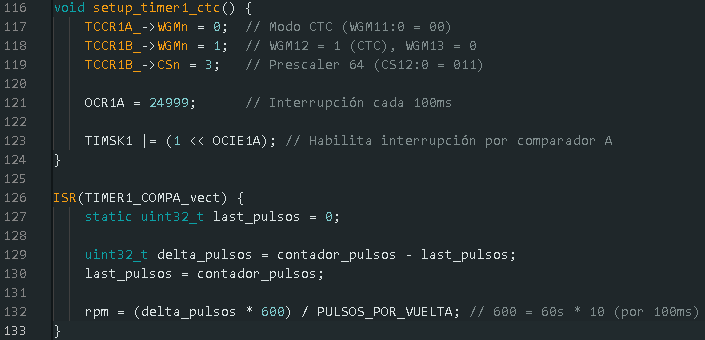 116 void setup_timer1_ctc() {
117 TCCR1A_->WGMn = 0; // Modo CTC (WGM11:0 = 00)
118 TCCR1B_->WGMn = 1; // WGM12 = 1 (CTC), WGM13 = 0
119 TCCR1B_->CSn = 3; // Prescaler 64 (CS12:0 = 011)
120
121 OCR1A = 24999; // Interrupción cada 100ms
122
123 TIMSK1 |= (1 << OCIE1A); // Habilita interrupción por comparador A
124 }
125
126 ISR(TIMER1_COMPA_vect) {
127 static uint32_t last_pulsos = 0;
128
129 uint32_t delta_pulsos = contador_pulsos - last_pulsos;
130 last_pulsos = contador_pulsos;
131
132 rpm = (delta_pulsos * 600) / PULSOS_POR_VUELTA; // 600 = 60s * 10 (por 100ms)
133 }